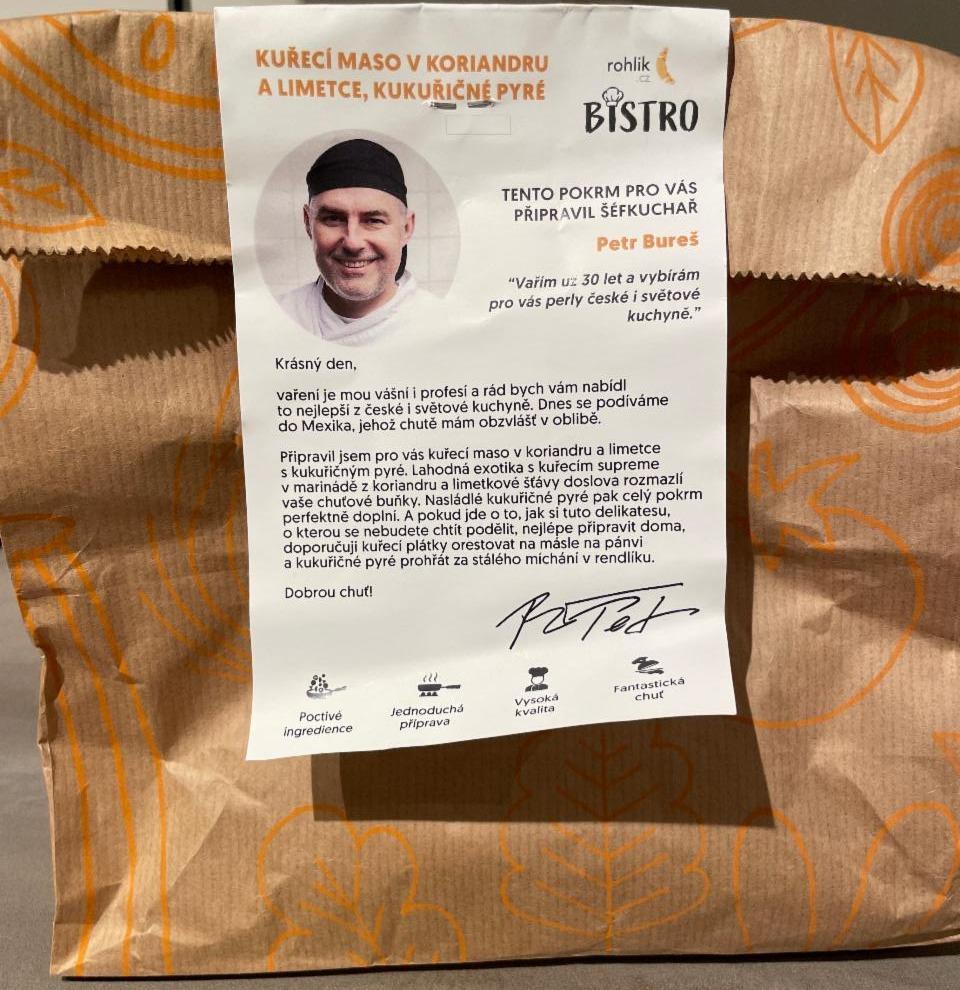 KUŘECÍ MASO V KORIANDRU
A LIMETCE, KUKUŘIČNÉ PYRÉ
rohlik
.cz
BISTRO
TENTO POKRM PRO VÁS
PŘIPRAVIL ŠÉFKUCHAŘ
Petr Bureš
“Vařím už 30 let a vybírám
pro vás perly české i světové
kuchyně.”
Krásný den,
vaření je mou vášní i profesí a rád bych vám nabídl
to nejlepší z české i světové kuchyně. Dnes se podíváme
do Mexika, jehož chutě mám obzvlášť v oblibě.
Připravil jsem pro vás kuřecí maso v koriandru a limetce
s kukuřičným pyré. Lahodná exotika s kuřecím supreme
v marinádě z koriandru a limetkové šťávy doslova rozmazlí
vaše chuťové buňky. Nasládlé kukuřičné pyré pak celý pokrm
perfektně doplní. A pokud jde o to, jak si tuto delikatesu,
o kterou se nebudete chtít podělit, nejlépe připravit doma,
doporučuji kuřecí plátky orestovat na másle na pánvi
a kukuřičné pyré prohřát za stálého míchání v rendlíku.
Dobrou chuť!
Poctivé
ingredience
Jednoduchá
příprava
Vysoká
kvalita
Fantastická
chuť